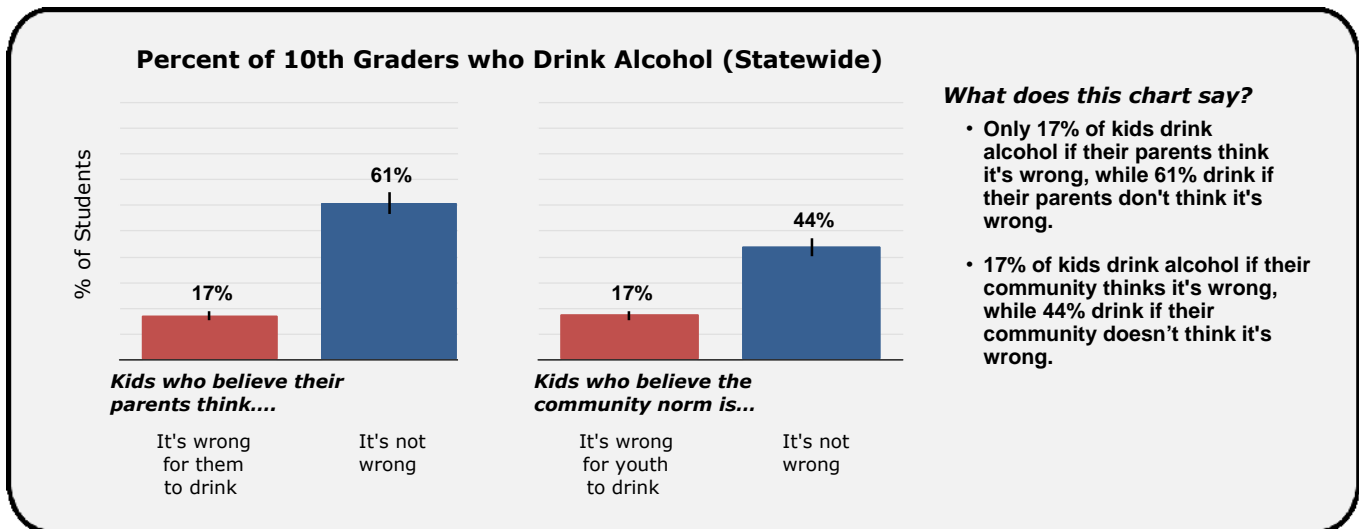 Percent of 10th Graders who Drink Alcohol (Statewide)
% of Students
17%
61%
Kids who believe their
parents think....
It's wrong
for them
to drink
It's not
wrong
17%
44%
Kids who believe the
community norm is...
It's wrong
for youth
to drink
It's not
wrong
What does this chart say?
• Only 17% of kids drink
alcohol if their parents think
it's wrong, while 61% drink if
their parents don't think it's
wrong.
• 17% of kids drink alcohol if their
community thinks it's wrong,
while 44% drink if their
community doesn’t think it's
wrong.